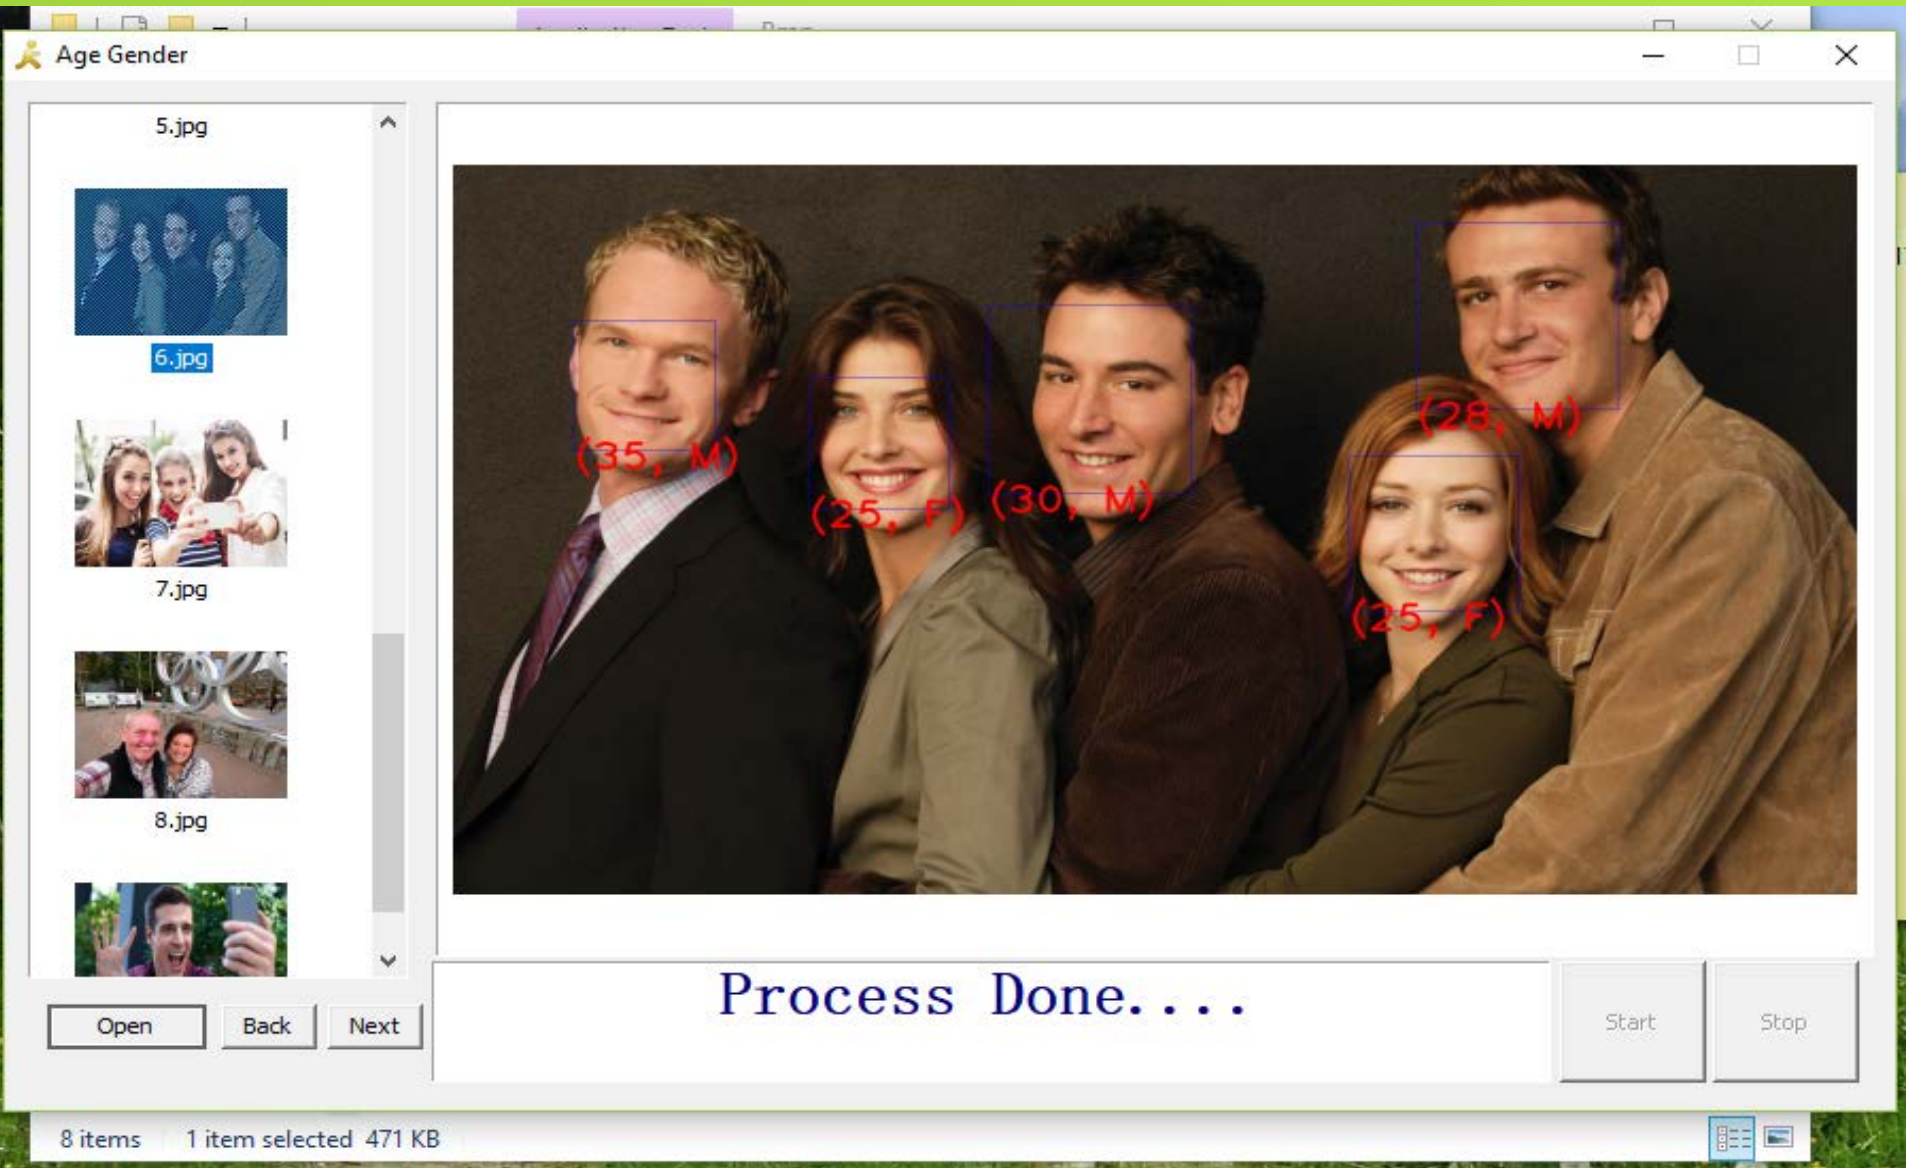 Age Gender
5.jpg
6.jpg
7.jpg
8.jpg
(35, M)
(25, F)
(30, M)
(28, M)
(25, F)
Process Done....
Open
Back
Next
Start
Stop
8 items
1 item selected 471 KB